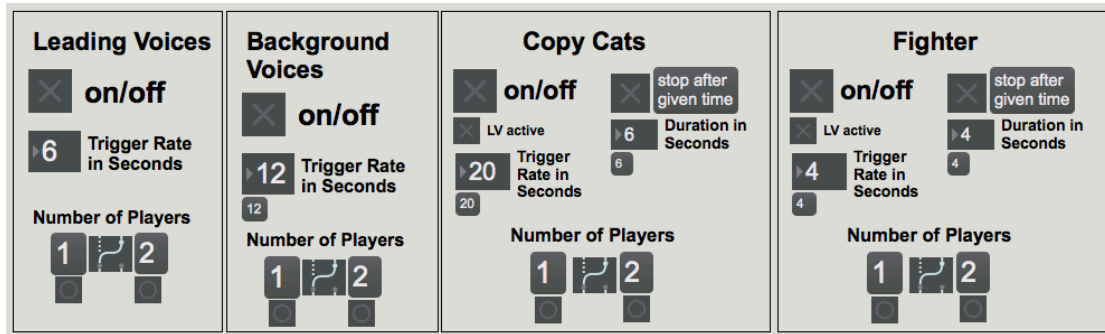 Leading Voices
on/off
6
Trigger Rate
in Seconds
Number of Players
1
2
Background
Voices
on/off
12
Trigger Rate
in Seconds
12
Number of Players
1
2
Copy Cats
on/off
stop after
given time
LV active
6
Duration in
Seconds
6
20
Trigger
Rate in
Seconds
20
Number of Players
1
2
Fighter
on/off
stop after
given time
LV active
4
Duration in
Seconds
4
4
Trigger
Rate in
Seconds
4
Number of Players
1
2